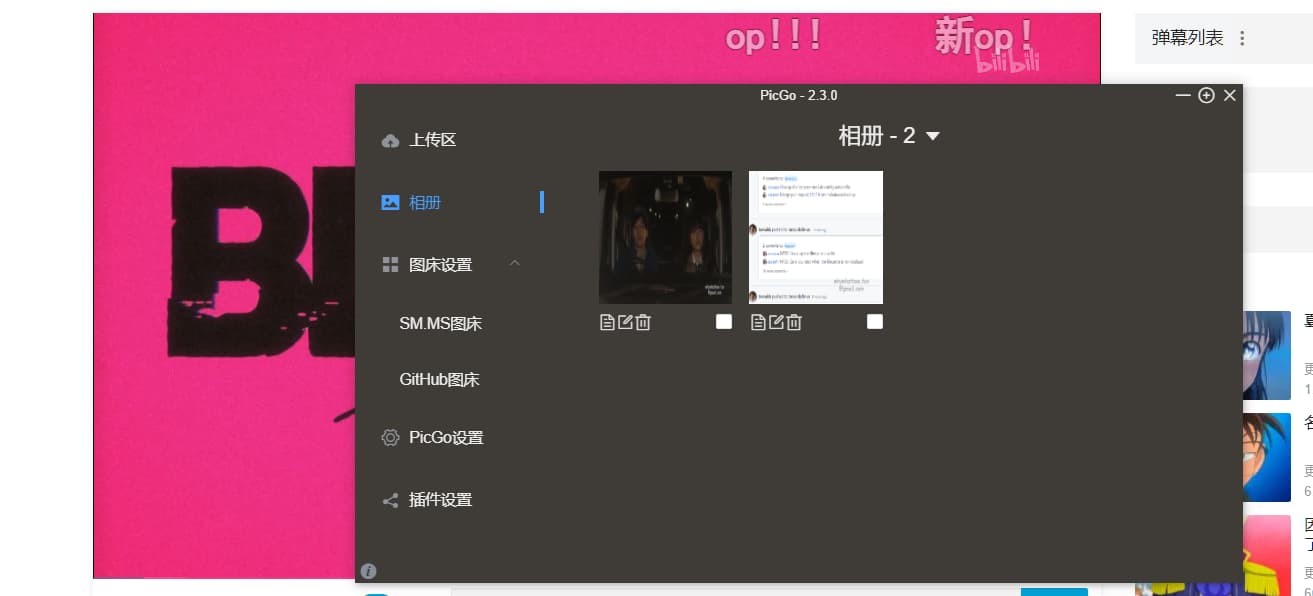 op!!!
新op!
bilibili
弹幕列表
PicGo - 2.3.0
上传区
相册 - 2
相册
图床设置
SM.MS图床
GitHub图床
PicGo设置
插件设置